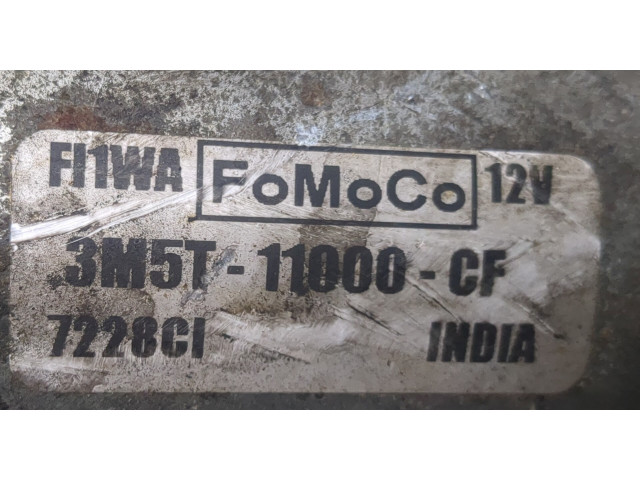 FI1WA FoMoCo 12V
3M5T-11000-CF
7228CI INDIA